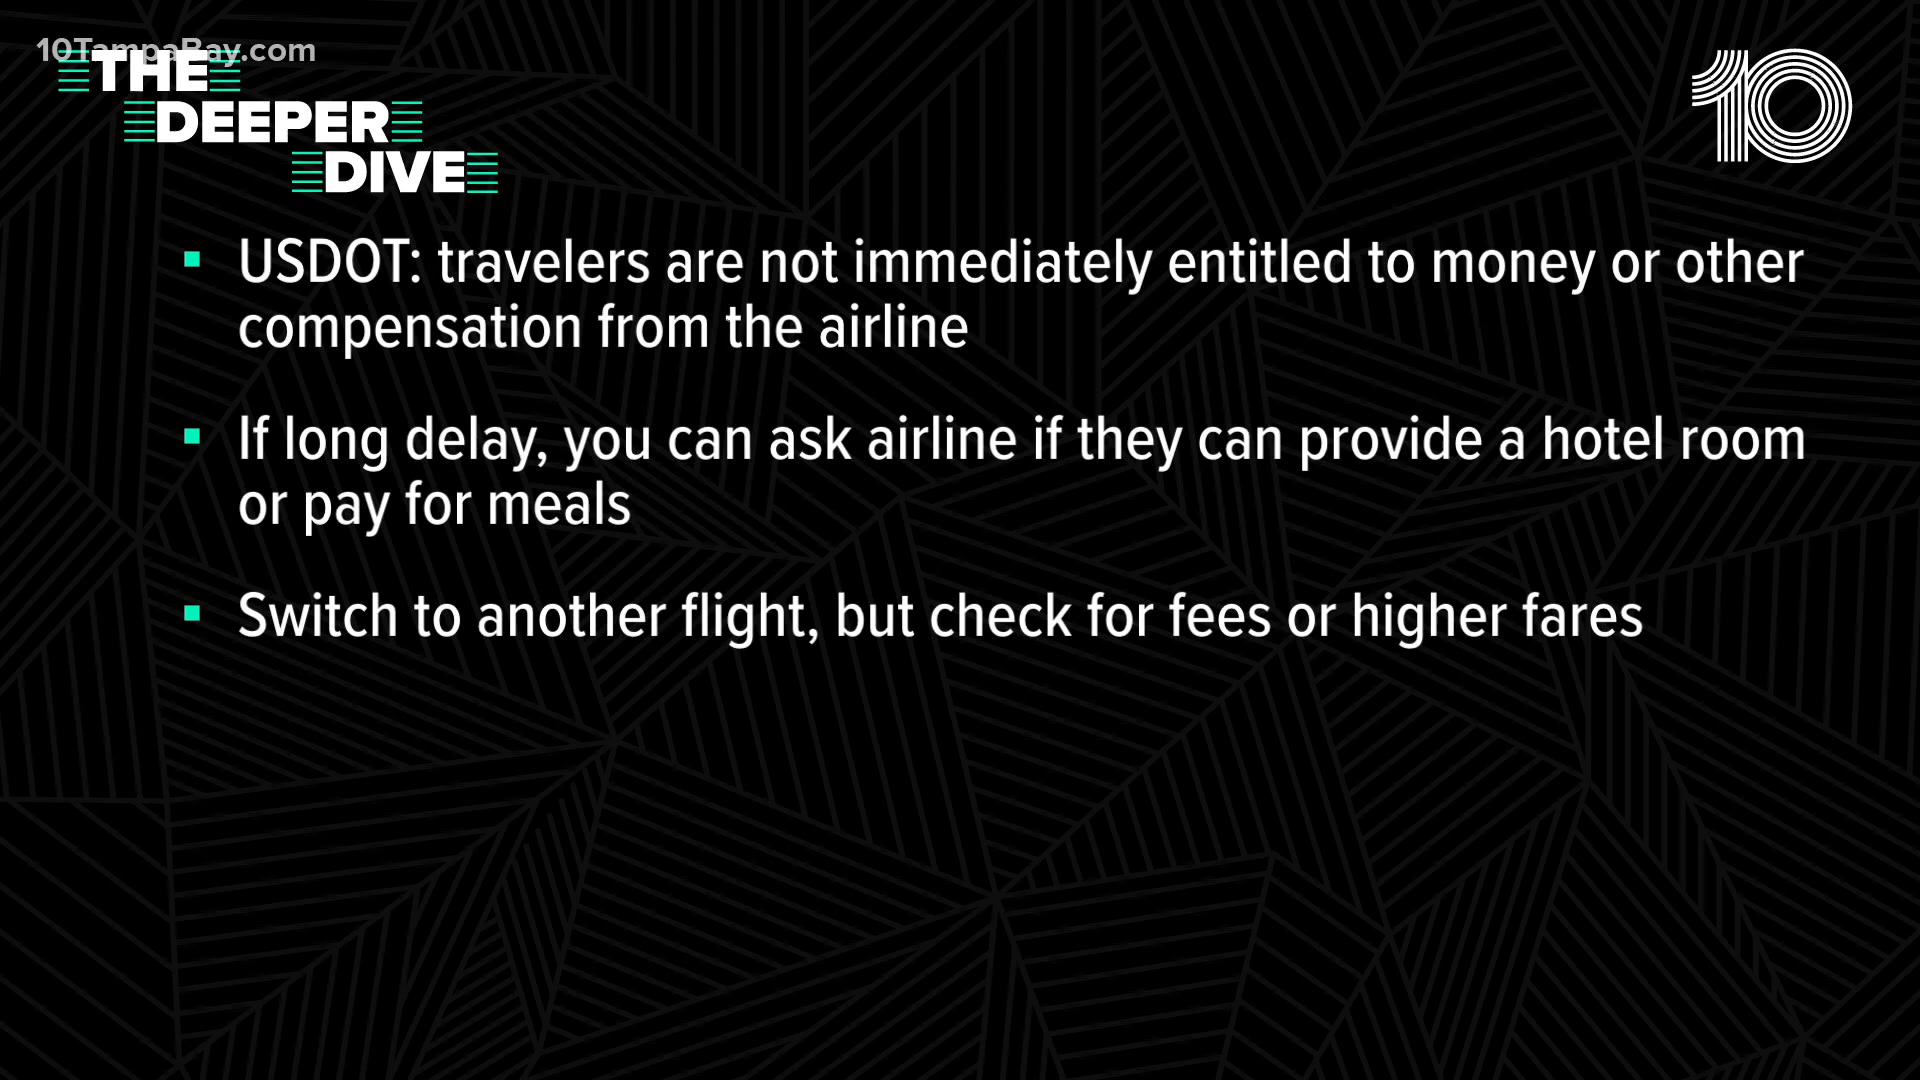 10TampaBay.com
THE
DEEPER
DIVE
10
USDOT: travelers are not immediately entitled to money or other
compensation from the airline
If long delay, you can ask airline if they can provide a hotel room
or pay for meals
Switch to another flight, but check for fees or higher fares